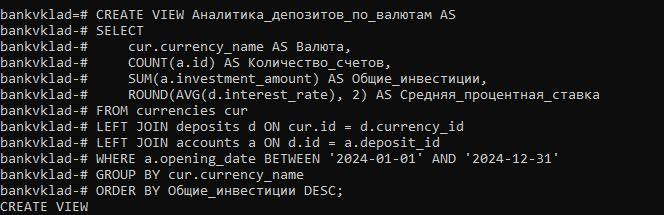 bankvklad=# CREATE VIEW Аналитика_депозитов_по_валютам AS
bankvklad-# SELECT
bankvklad-#     cur.currency_name AS Валюта,
bankvklad-#     COUNT(a.id) AS Количество_счетов,
bankvklad-#     SUM(a.investment_amount) AS Общие_инвестиции,
bankvklad-#     ROUND(AVG(d.interest_rate), 2) AS Средняя_процентная_ставка
bankvklad-# FROM currencies cur
bankvklad-# LEFT JOIN deposits d ON cur.id = d.currency_id
bankvklad-# LEFT JOIN accounts a ON d.id = a.deposit_id
bankvklad-# WHERE a.opening_date BETWEEN '2024-01-01' AND '2024-12-31'
bankvklad-# GROUP BY cur.currency_name
bankvklad-# ORDER BY Общие_инвестиции DESC;
CREATE VIEW